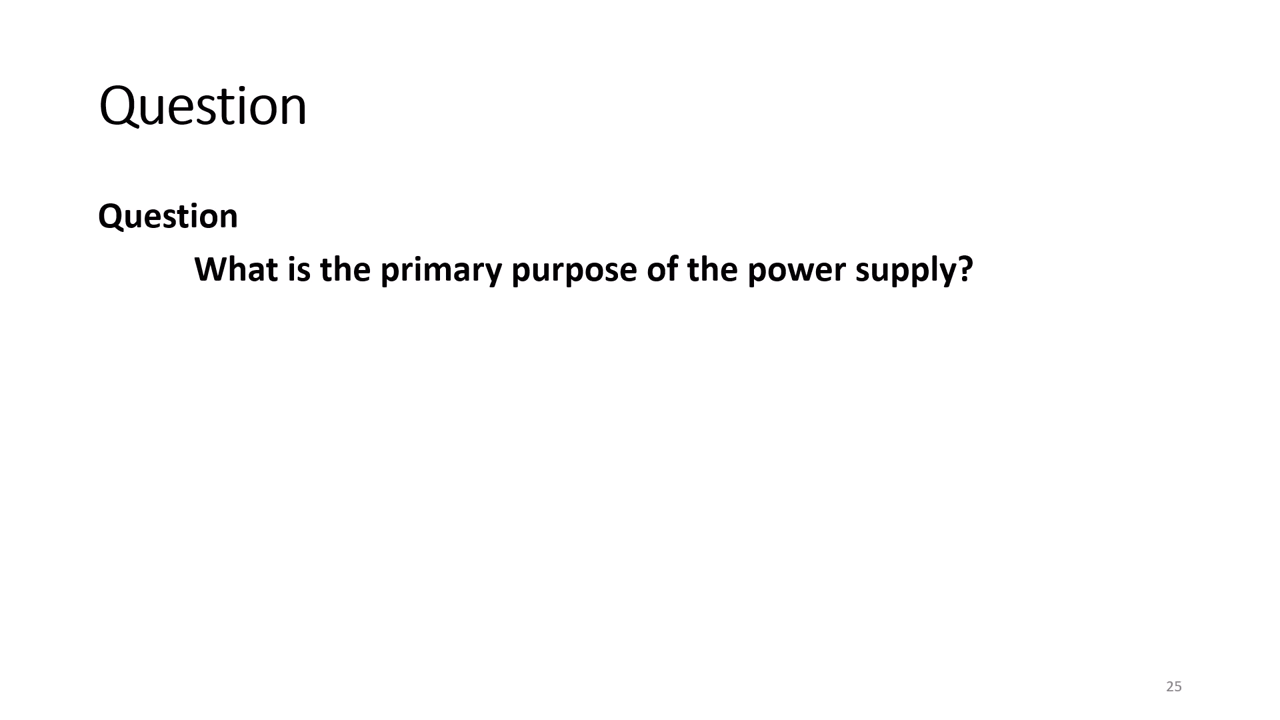 Question
Question
What is the primary purpose of the power supply?
25